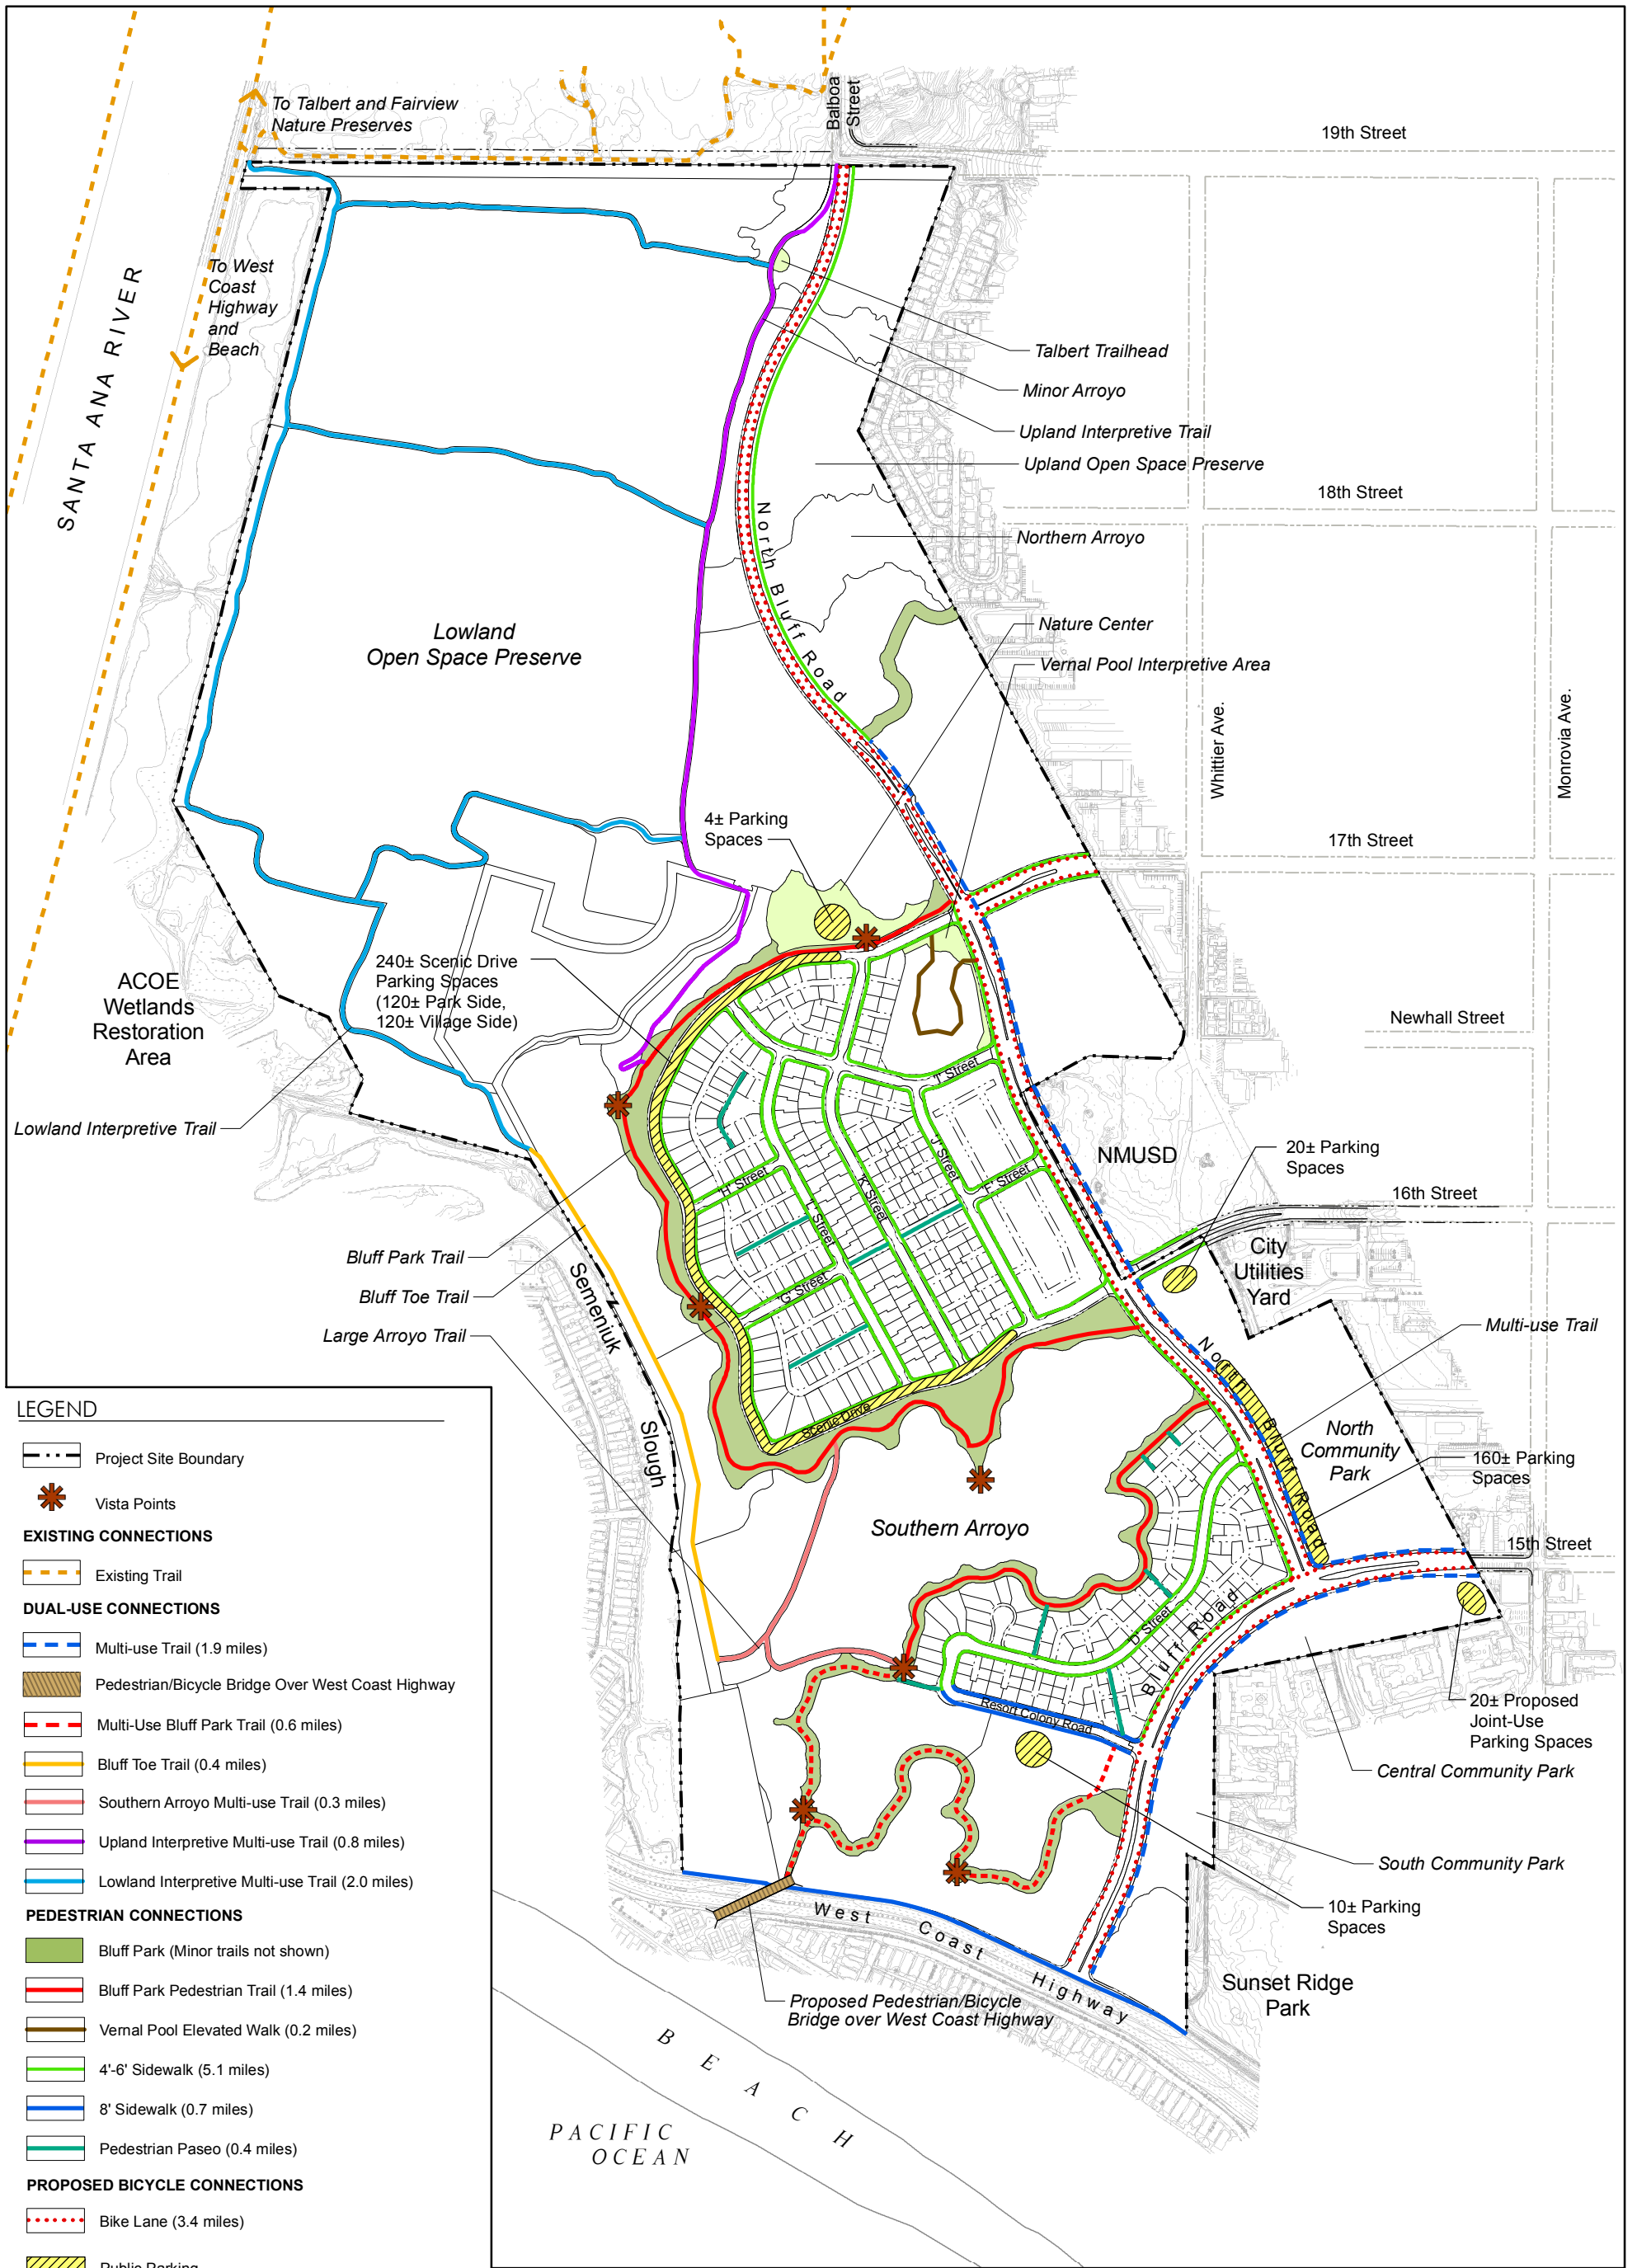 To Talbert and Fairview
Nature Preserves
Balboa
Street
19th Street
SANTA ANA RIVER
To West
Coast
Highway
and
Beach
Talbert Trailhead
Minor Arroyo
Upland Interpretive Trail
Upland Open Space Preserve
18th Street
Northern Arroyo
North Bluff Road
Lowland
Open Space Preserve
Nature Center
Vernal Pool Interpretive Area
Whittier Ave.
Monrovia Ave.
4± Parking
Spaces
17th Street
240± Scenic Drive
Parking Spaces
(120± Park Side,
120± Village Side)
ACOE
Wetlands
Restoration
Area
Newhall Street
Lowland Interpretive Trail
NMUSD
20± Parking
Spaces
16th Street
'H' Street
'K' Street
'J' Street
'G' Street
City
Utilities
Yard
Bluff Park Trail
Bluff Toe Trail
Large Arroyo Trail
Semeniuk
Slough
Multi-use Trail
North Bluff Road
North
Community
Park
160± Parking
Spaces
Scenic Drive
Southern Arroyo
15th Street
'D' Street
Bluff Road
Resort Colony Road
20± Proposed
Joint-Use
Parking Spaces
Central Community Park
South Community Park
10± Parking
Spaces
West Coast Highway
Sunset Ridge
Park
Proposed Pedestrian/Bicycle
Bridge over West Coast Highway
BEACH
PACIFIC
OCEAN
LEGEND
Project Site Boundary
Vista Points
EXISTING CONNECTIONS
Existing Trail
DUAL-USE CONNECTIONS
Multi-use Trail (1.9 miles)
Pedestrian/Bicycle Bridge Over West Coast Highway
Multi-Use Bluff Park Trail (0.6 miles)
Bluff Toe Trail (0.4 miles)
Southern Arroyo Multi-use Trail (0.3 miles)
Upland Interpretive Multi-use Trail (0.8 miles)
Lowland Interpretive Multi-use Trail (2.0 miles)
PEDESTRIAN CONNECTIONS
Bluff Park (Minor trails not shown)
Bluff Park Pedestrian Trail (1.4 miles)
Vernal Pool Elevated Walk (0.2 miles)
4'-6' Sidewalk (5.1 miles)
8' Sidewalk (0.7 miles)
Pedestrian Paseo (0.4 miles)
PROPOSED BICYCLE CONNECTIONS
Bike Lane (3.4 miles)
Public Parking